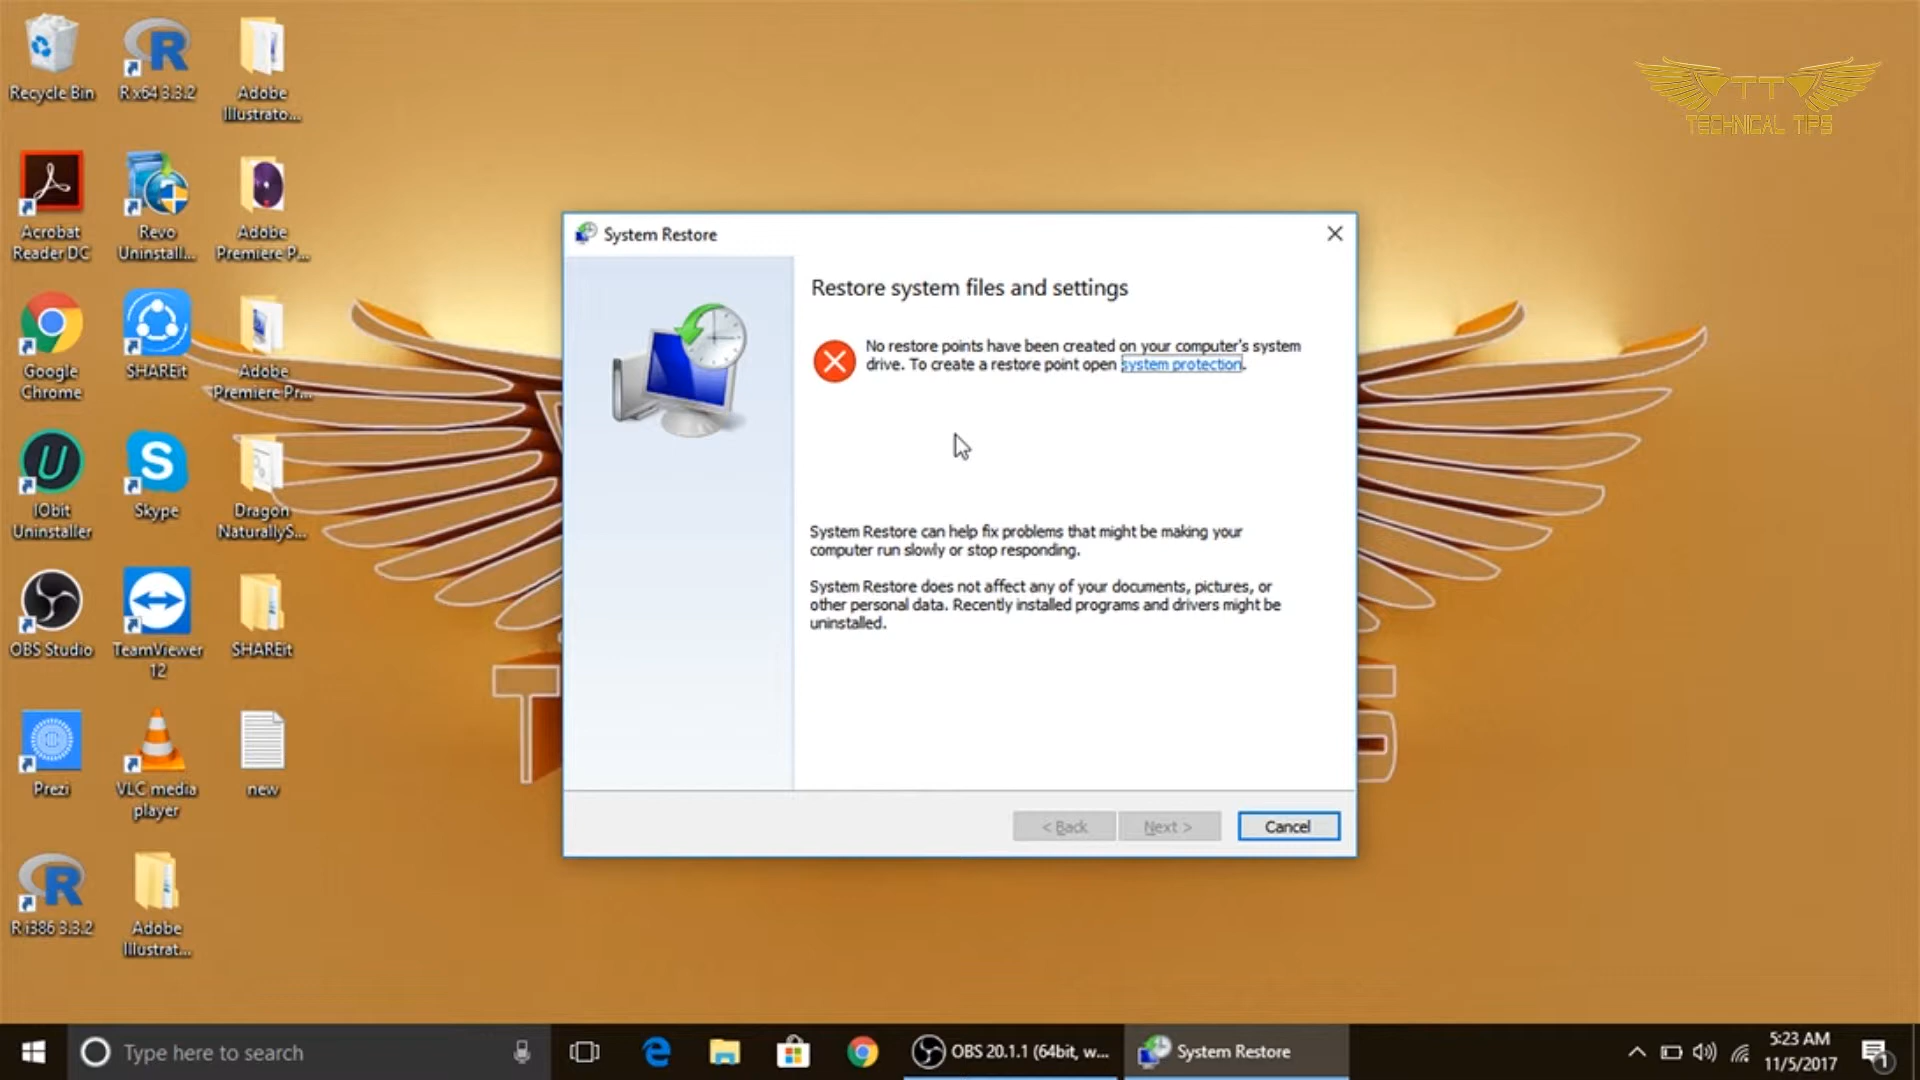 Recycle Bin
R x64 3.3.2
Adobe
Illustrato...
TT
TECHNICAL TIPS
Acrobat
Reader DC
Revo
Uninstall...
Adobe
Premiere P...
Google
Chrome
SHAREit
Adobe
Premiere Pr...
IObit
Uninstaller
Skype
Dragon
NaturallyS...
OBS Studio
TeamViewer
12
SHAREit
Prezi
VLC media
player
new
R i386 3.3.2
Adobe
Illustrat...
System Restore
Restore system files and settings
No restore points have been created on your computer's system
drive. To create a restore point open system protection.
System Restore can help fix problems that might be making your
computer run slowly or stop responding.
System Restore does not affect any of your documents, pictures, or
other personal data. Recently installed programs and drivers might be
uninstalled.
< Back
Next >
Cancel
Type here to search
OBS 20.1.1 (64bit, w...
System Restore
5:23 AM
11/5/2017
1